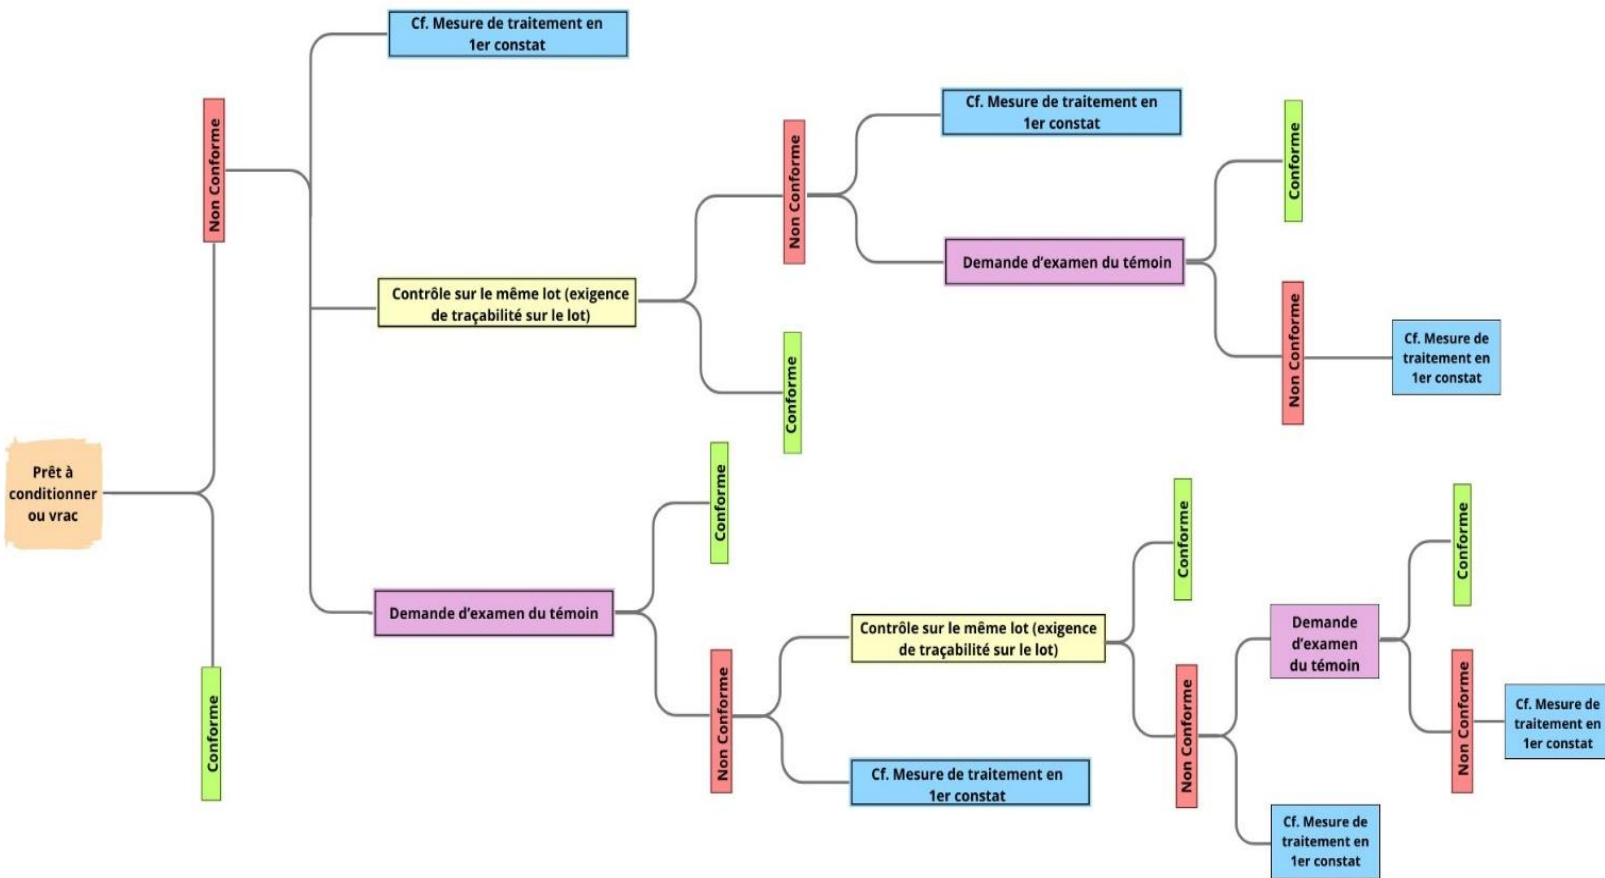 Prêt à
conditionner
ou vrac
Non Conforme
Conforme
Cf. Mesure de traitement en
1er constat
Contrôle sur le même lot (exigence
de traçabilité sur le lot)
Non Conforme
Cf. Mesure de traitement en
1er constat
Demande d'examen du témoin
Conforme
Non Conforme
Cf. Mesure de
traitement en
1er constat
Conforme
Demande d'examen du témoin
Conforme
Non Conforme
Contrôle sur le même lot (exigence
de traçabilité sur le lot)
Conforme
Non Conforme
Demande
d'examen
du témoin
Conforme
Non Conforme
Cf. Mesure de
traitement en
1er constat
Cf. Mesure de
traitement en
1er constat
Cf. Mesure de traitement en
1er constat